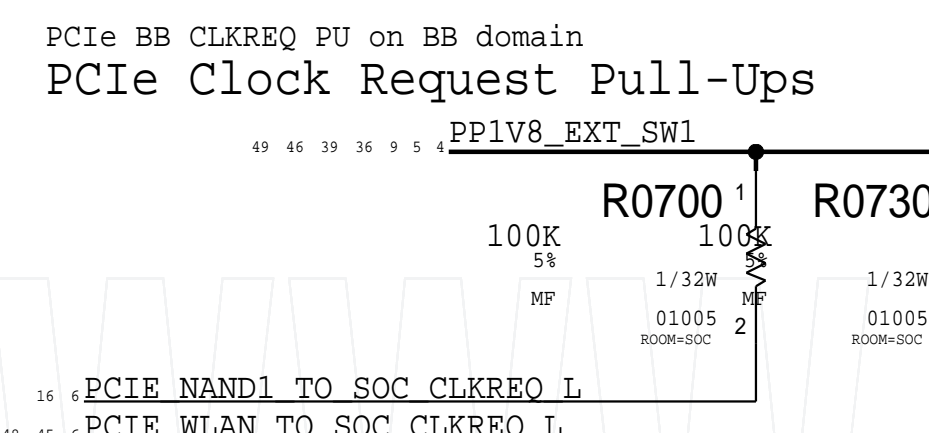 PCIe BB CLKREQ PU on BB domain
PCIe Clock Request Pull-Ups
49 46 39 36 9 5 4 PP1V8_EXT_SW1
R0700 1 R0730
100K 100K
5% 5%
1/32W 1/32W
MF MF
01005 2 01005
ROOM=SOC ROOM=SOC
16 6 PCIE_NAND1_TO_SOC_CLKREQ_L
45 6 PCIE_WLAN_TO_SOC_CLKREQ_L